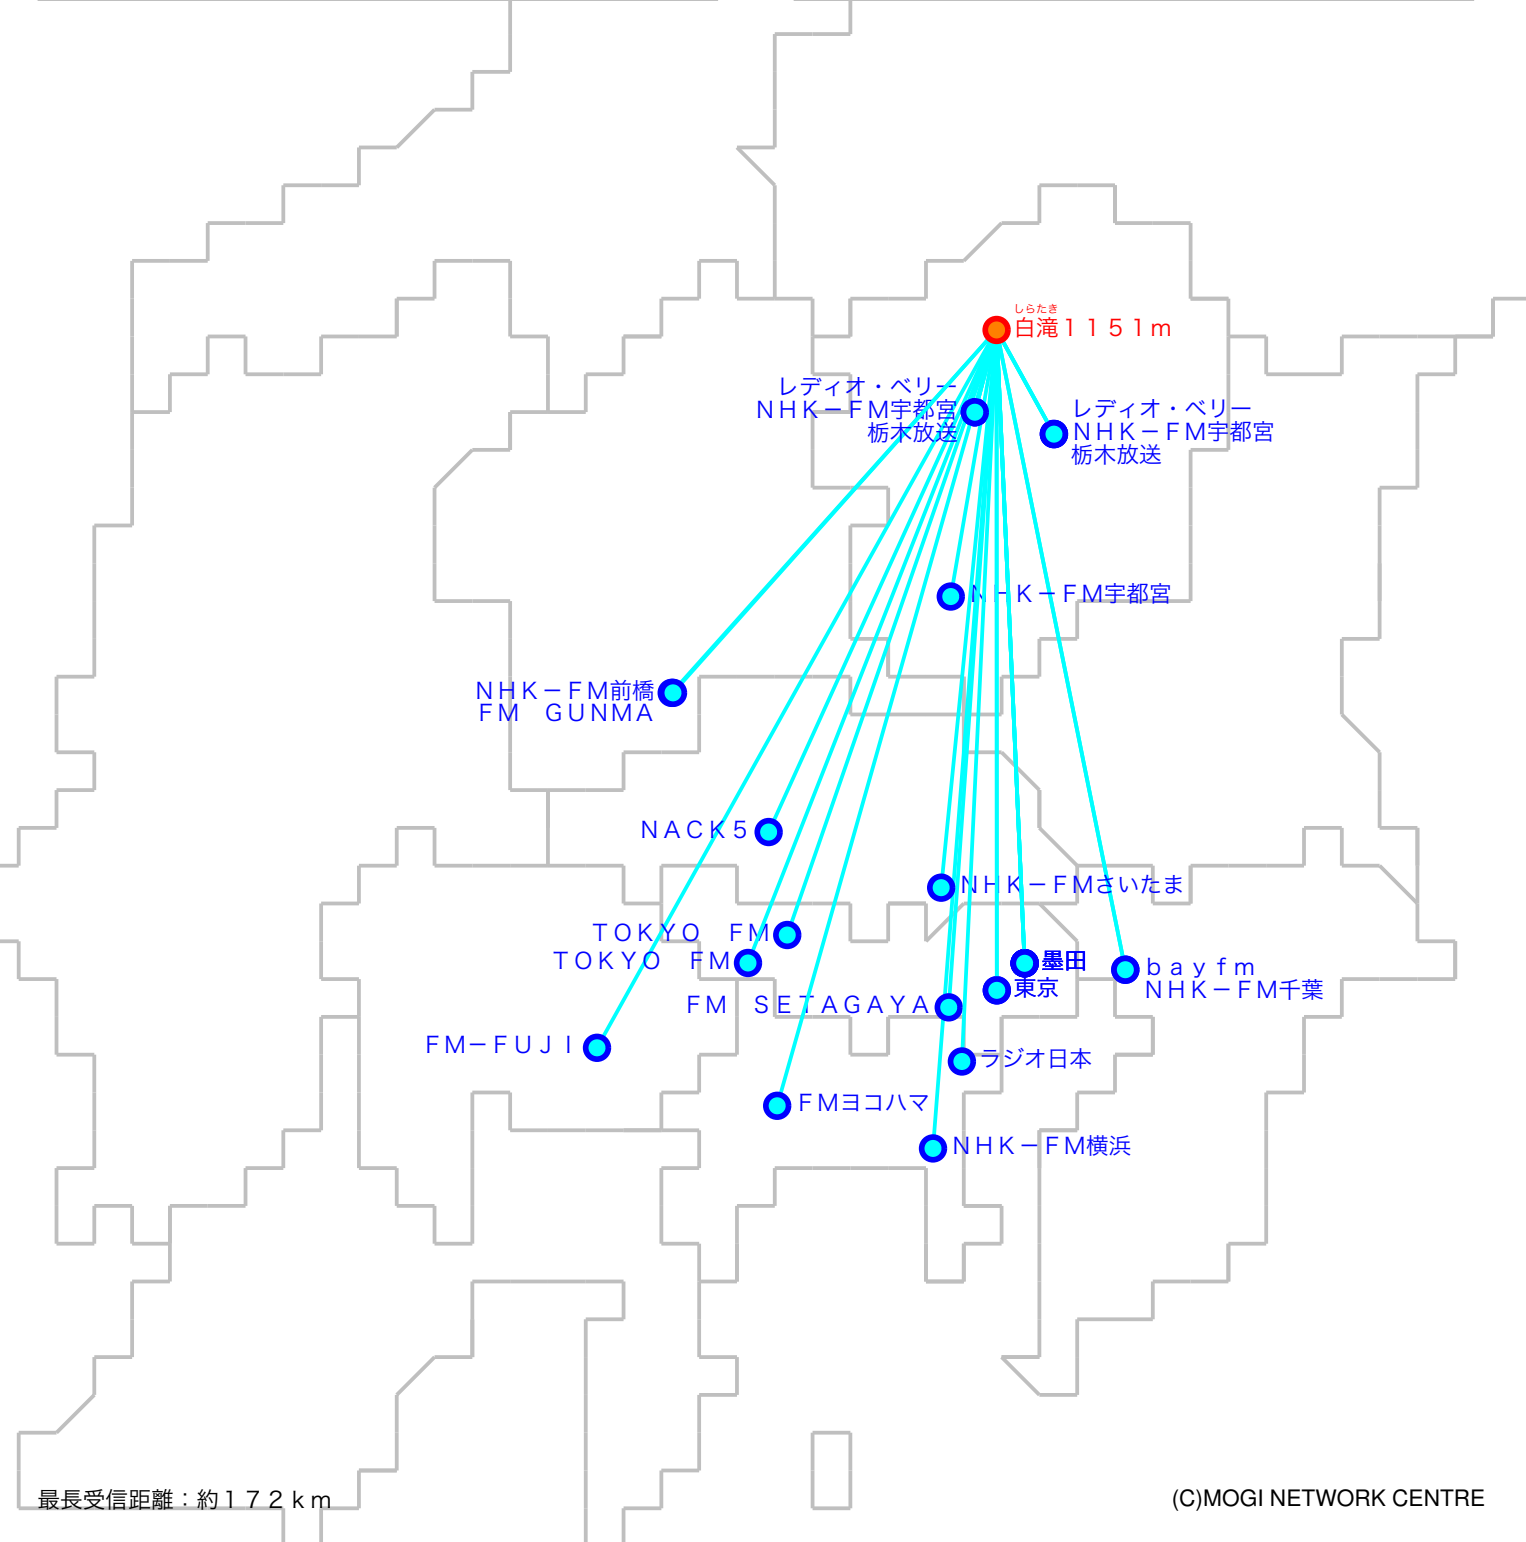 しらたき
白滝１１５１ｍ
レディオ・ベリー
ＮＨＫ－ＦＭ宇都宮
栃木放送
レディオ・ベリー
ＮＨＫ－ＦＭ宇都宮
栃木放送
ＮＨＫ－ＦＭ宇都宮
ＮＨＫ－ＦＭ前橋
ＦＭ　ＧＵＮＭＡ
ＮＡＣＫ５
ＮＨＫ－ＦＭさいたま
ＴＯＫＹＯ　ＦＭ
ＴＯＫＹＯ　ＦＭ
墨田
ｂａｙｆｍ
ＮＨＫ－ＦＭ千葉
東京
ＦＭ　ＳＥＴＡＧＡＹＡ
ＦＭ－ＦＵＪＩ
ラジオ日本
ＦＭヨコハマ
ＮＨＫ－ＦＭ横浜
最長受信距離：約１７２ｋｍ
(C)MOGI NETWORK CENTRE